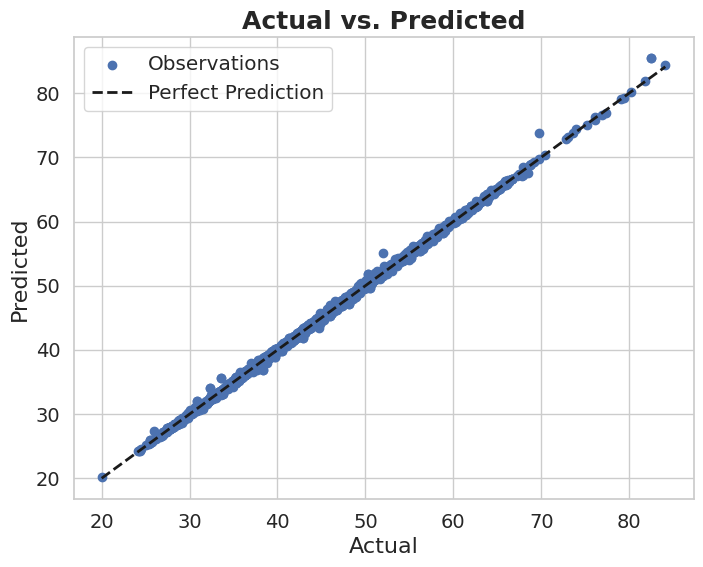 Actual vs. Predicted
Observations
Perfect Prediction
Predicted
80
70
60
50
40
30
20
20 30 40 50 60 70 80
Actual